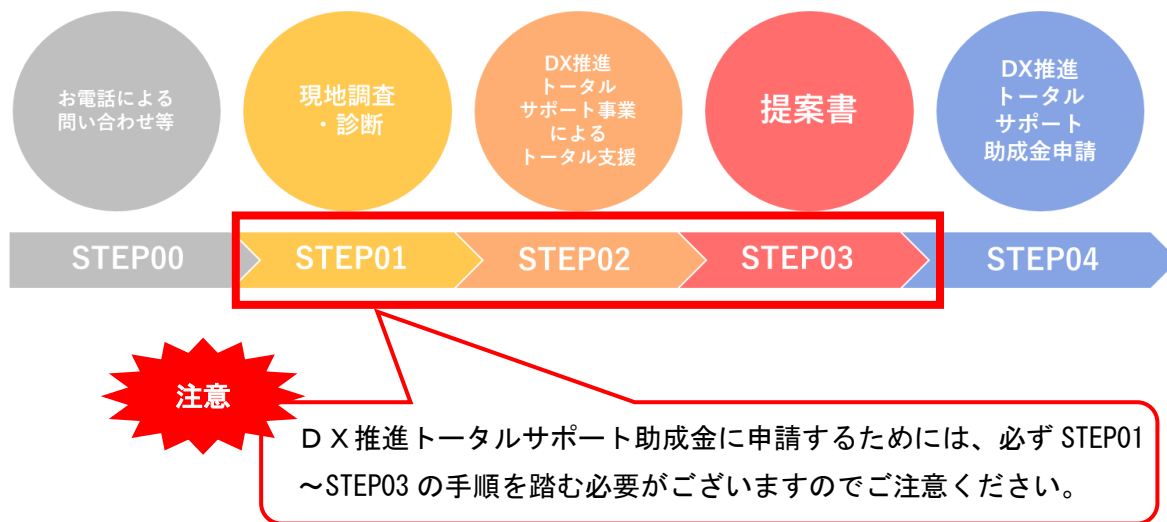 お電話による
問い合わせ等
現地調査
・診断
DX推進
トータル
サポート事業
による
トータル支援
提案書
DX推進
トータル
サポート
助成金申請
STEP00
STEP01
STEP02
STEP03
STEP04
注意
ＤＸ推進トータルサポート助成金に申請するためには、必ず STEP01
～STEP03 の手順を踏む必要がございますのでご注意ください。